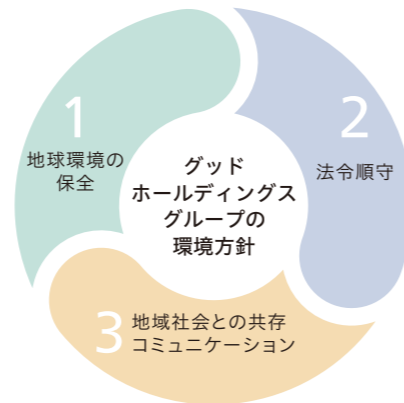 グッド
ホールディングス
グループの
環境方針
1
地球環境の
保全
2
法令順守
3
地域社会との共存
コミュニケーション